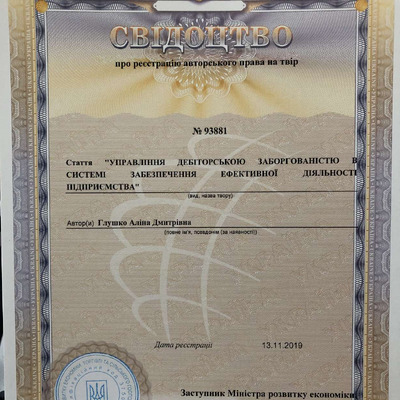 СВІДОЦТВО
про реєстрацію авторського права на твір
№ 93881
Стаття "УПРАВЛІННЯ ДЕБІТОРСЬКОЮ ЗАБОРГОВАНІСТЮ В
СИСТЕМІ ЗАБЕЗПЕЧЕННЯ ЕФЕКТИВНОЇ ДІЯЛЬНОСТІ
ПІДПРИЄМСТВА"
(вид, назва твору)
Автор(и) Глушко Аліна Дмитрівна
(повне ім'я, псевдонім (за наявності))
Дата реєстрації 13.11.2019
Заступник Міністра розвитку економіки,